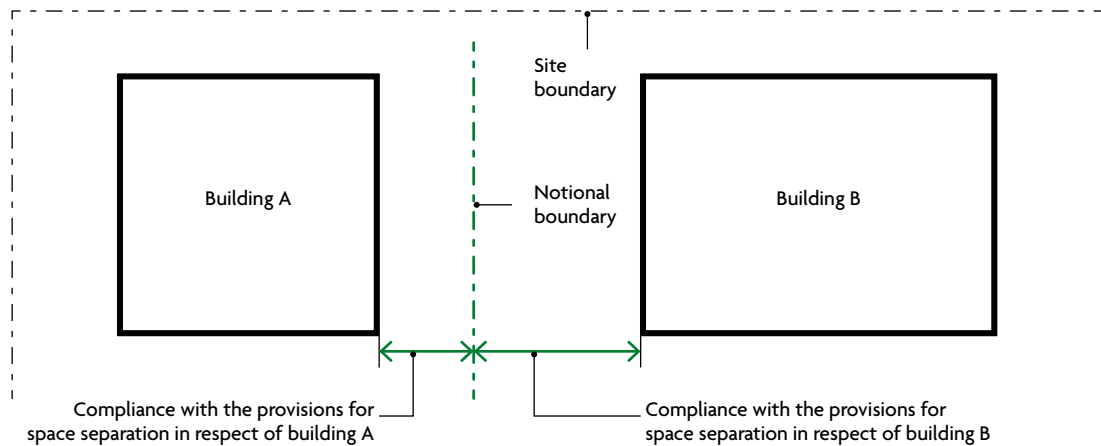 Site
boundary
Building A
Notional
boundary
Building B
Compliance with the provisions for
space separation in respect of building A
Compliance with the provisions for
space separation in respect of building B